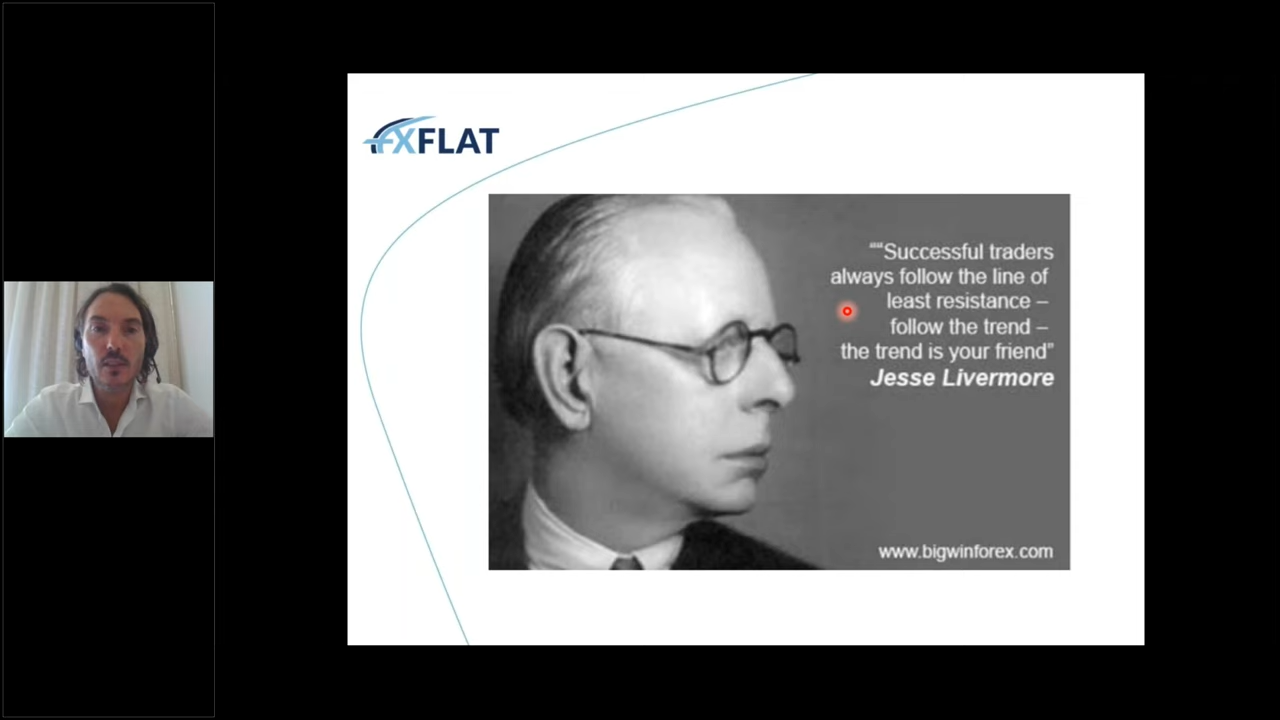 FXFLAT
““Successful traders
always follow the line of
least resistance –
follow the trend –
the trend is your friend”
Jesse Livermore
www.bigwinforex.com